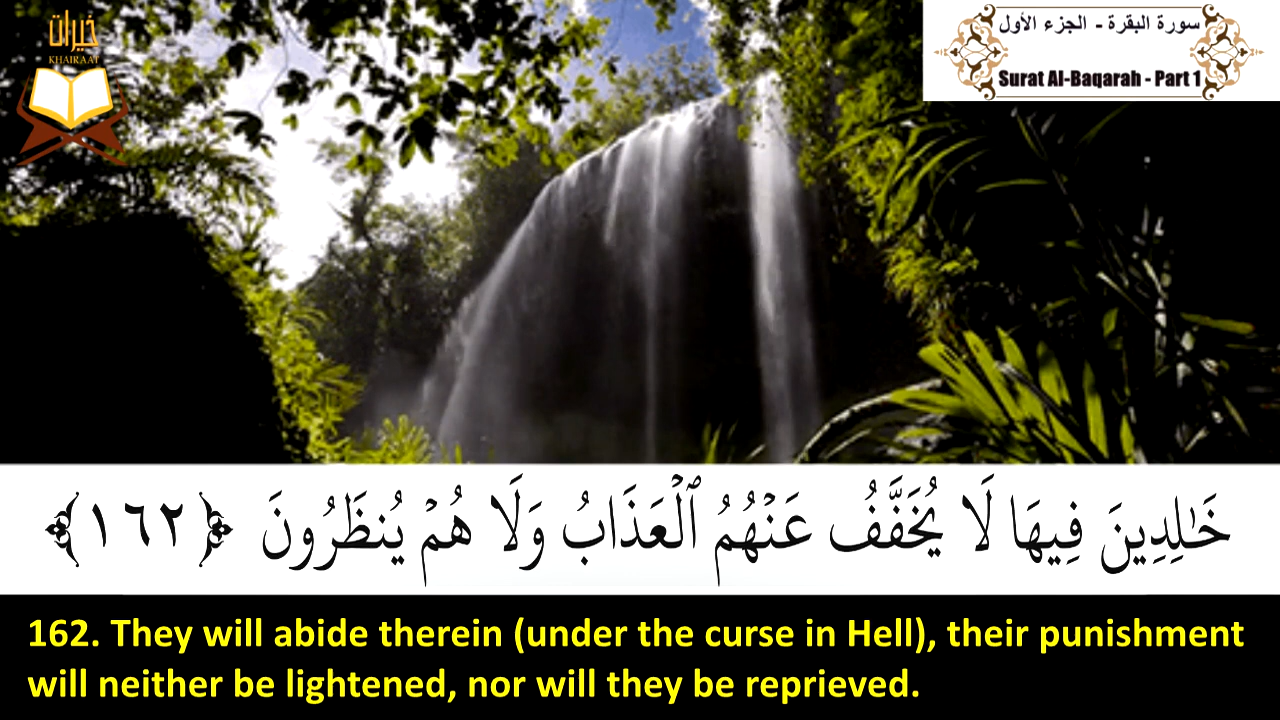 خيرات
KHAIRAAT
سورة البقرة - الجزء الأول
Surat Al-Baqarah - Part 1
خَٰلِدِينَ فِيهَا لَا يُخَفَّفُ عَنْهُمُ ٱلْعَذَابُ وَلَا هُمْ يُنظَرُونَ ﴿١٦٢﴾
162. They will abide therein (under the curse in Hell), their punishment
will neither be lightened, nor will they be reprieved.